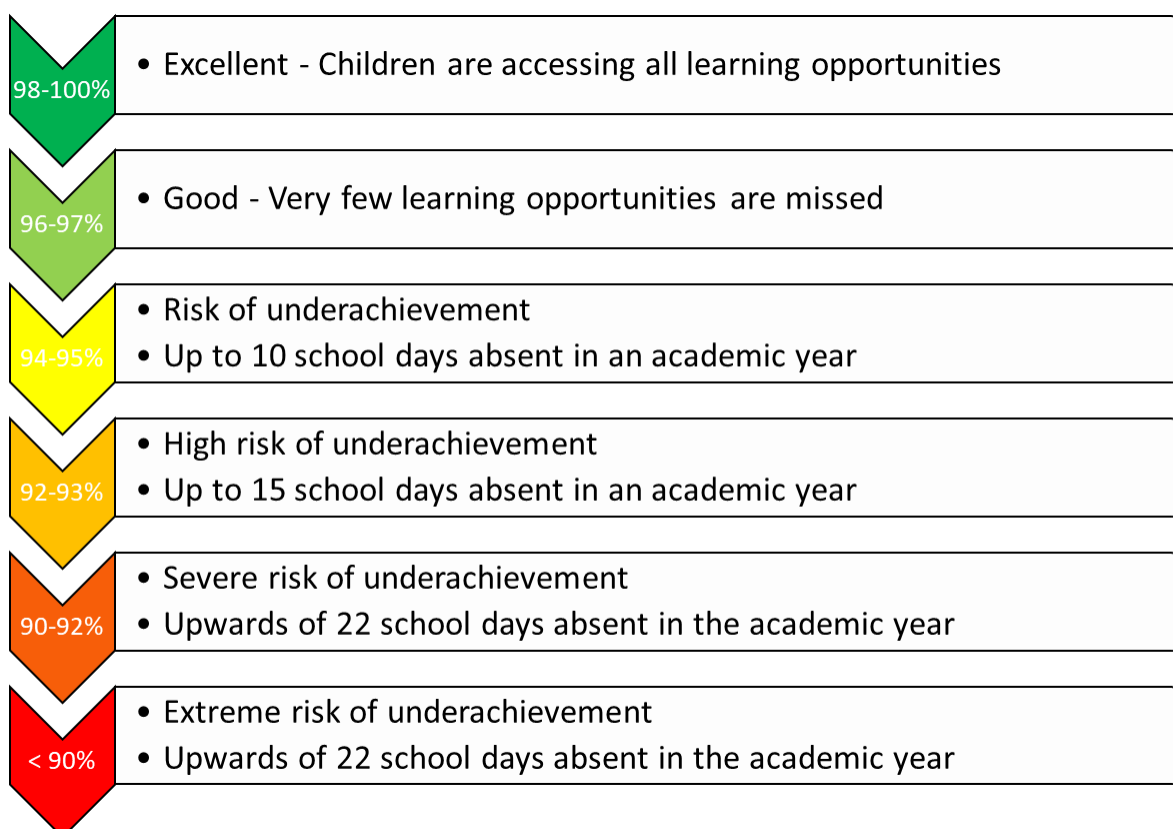 98-100%
• Excellent - Children are accessing all learning opportunities
96-97%
• Good - Very few learning opportunities are missed
94-95%
• Risk of underachievement
• Up to 10 school days absent in an academic year
92-93%
• High risk of underachievement
• Up to 15 school days absent in an academic year
90-92%
• Severe risk of underachievement
• Upwards of 22 school days absent in the academic year
< 90%
• Extreme risk of underachievement
• Upwards of 22 school days absent in the academic year